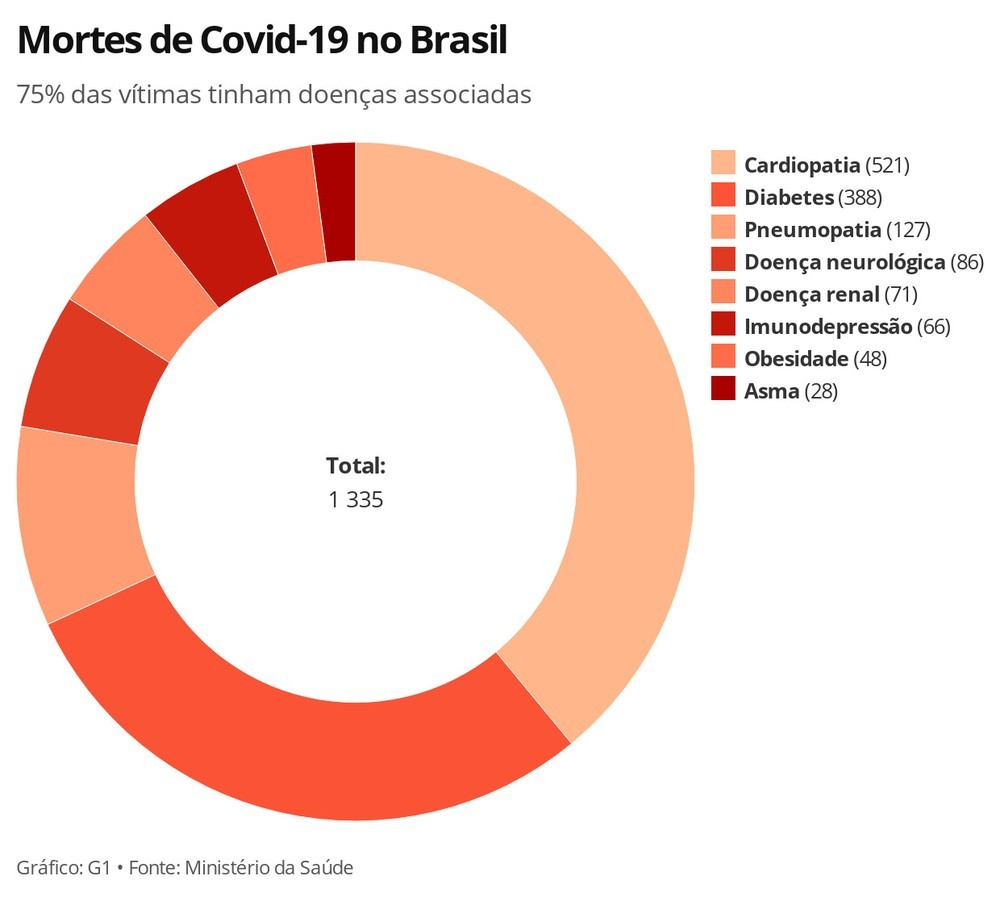 Mortes de Covid-19 no Brasil
75% das vítimas tinham doenças associadas
Cardiopatia (521)
Diabetes (388)
Pneumopatia (127)
Doença neurológica (86)
Doença renal (71)
Imunodepressão (66)
Obesidade (48)
Asma (28)
Total:
1 335
Gráfico: G1 • Fonte: Ministério da Saúde